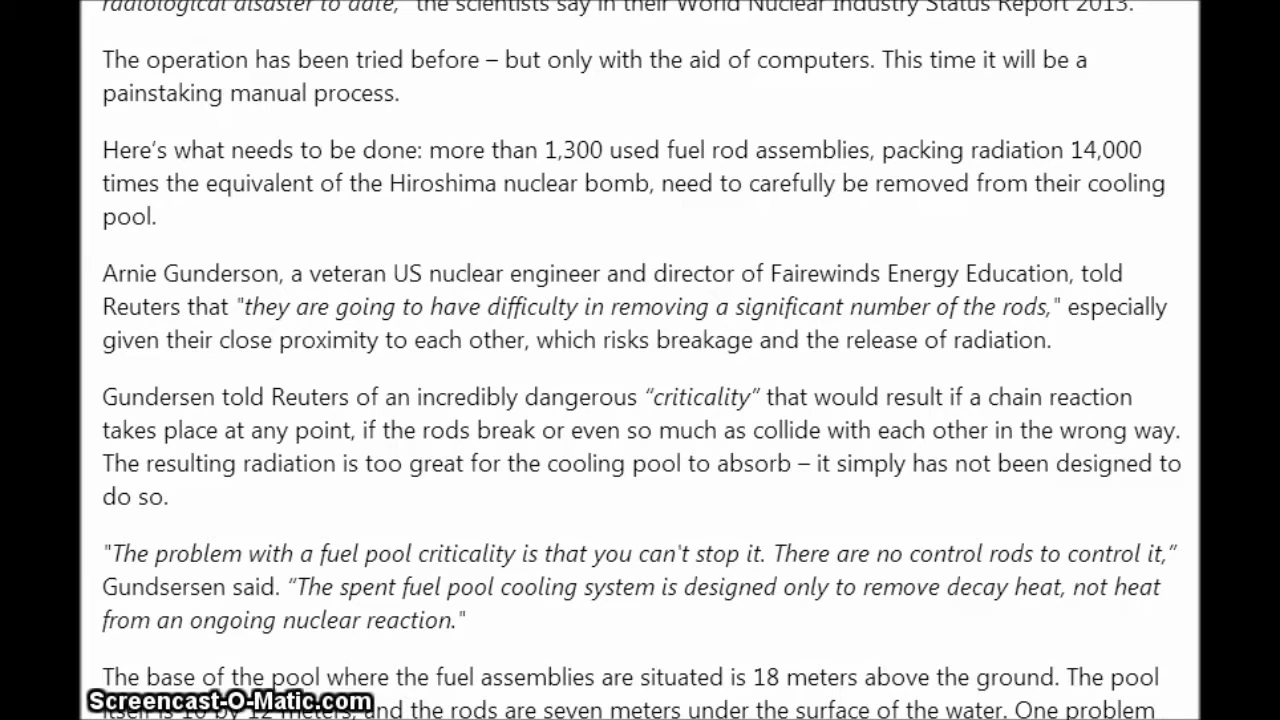 radiological disaster to date," the scientists say in their World Nuclear Industry Status Report 2013.
The operation has been tried before – but only with the aid of computers. This time it will be a
painstaking manual process.
Here’s what needs to be done: more than 1,300 used fuel rod assemblies, packing radiation 14,000
times the equivalent of the Hiroshima nuclear bomb, need to carefully be removed from their cooling
pool.
Arnie Gunderson, a veteran US nuclear engineer and director of Fairewinds Energy Education, told
Reuters that "they are going to have difficulty in removing a significant number of the rods," especially
given their close proximity to each other, which risks breakage and the release of radiation.
Gundersen told Reuters of an incredibly dangerous “criticality” that would result if a chain reaction
takes place at any point, if the rods break or even so much as collide with each other in the wrong way.
The resulting radiation is too great for the cooling pool to absorb – it simply has not been designed to
do so.
"The problem with a fuel pool criticality is that you can't stop it. There are no control rods to control it,”
Gundsersen said. “The spent fuel pool cooling system is designed only to remove decay heat, not heat
from an ongoing nuclear reaction."
The base of the pool where the fuel assemblies are situated is 18 meters above the ground. The pool
itself is 10 by 12 meters, and the rods are seven meters under the surface of the water. One problem
Screencast-O-Matic.com